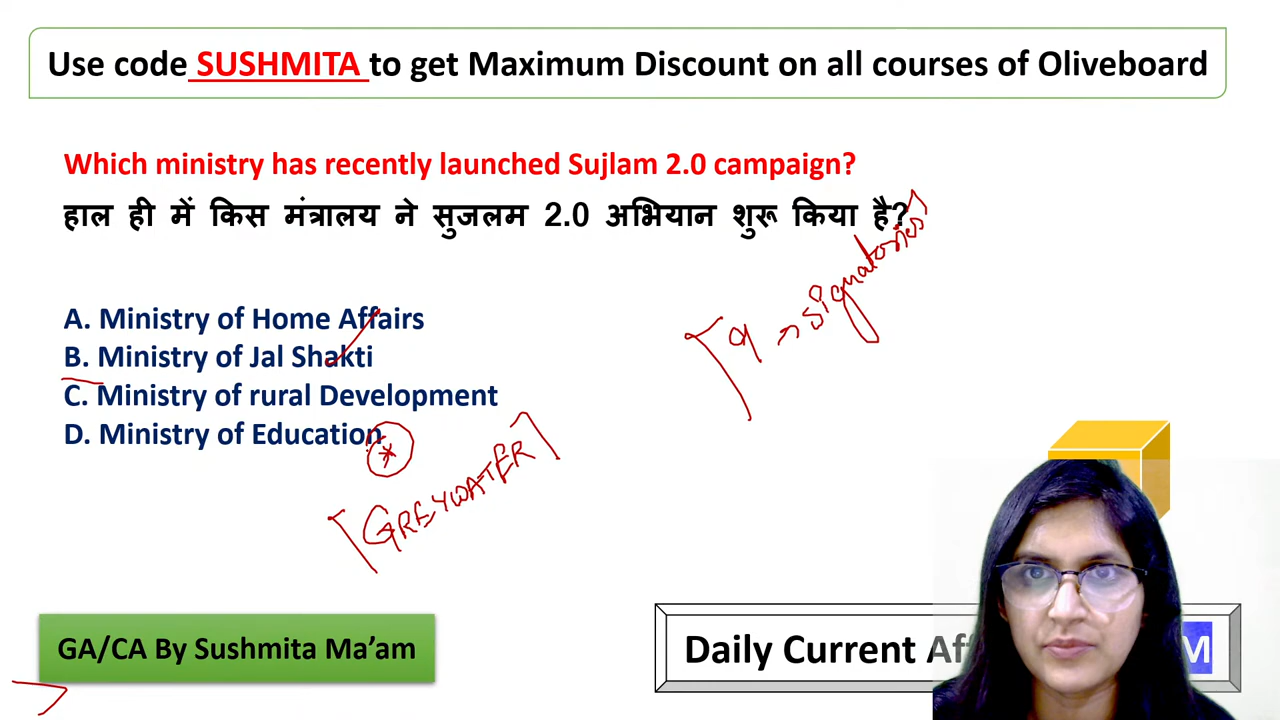 Use code SUSHMITA to get Maximum Discount on all courses of Oliveboard
Which ministry has recently launched Sujlam 2.0 campaign?
हाल ही में किस मंत्रालय ने सुजलम 2.0 अभियान शुरू किया है?
A. Ministry of Home Affairs
B. Ministry of Jal Shakti
C. Ministry of rural Development
D. Ministry of Education
9 → signatories
GREYWATER
GA/CA By Sushmita Ma'am
Daily Current Af
M